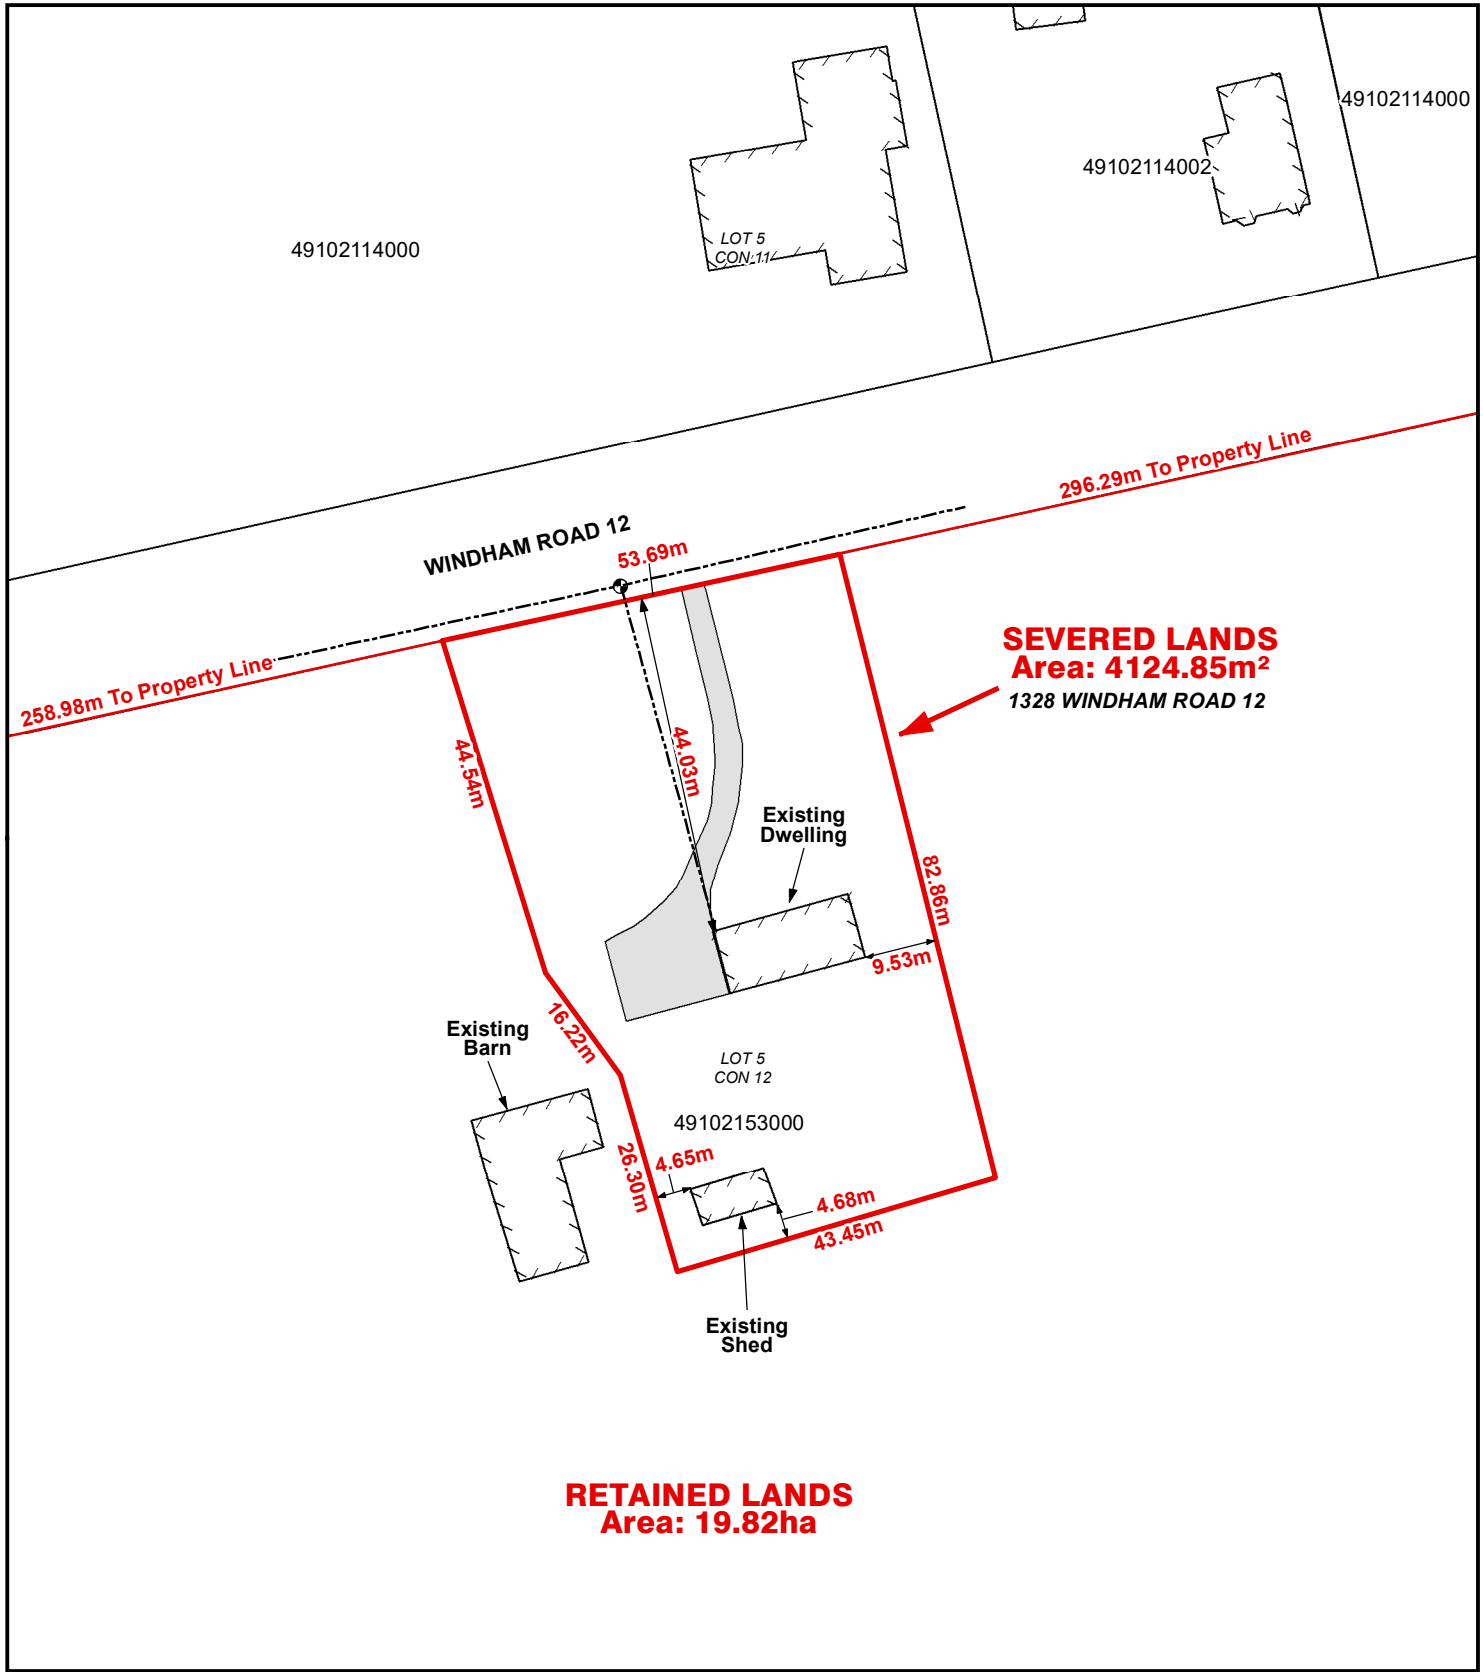 49102114000
49102114002
LOT 5
CON 11
49102114000
296.29m To Property Line
WINDHAM ROAD 12
53.69m
258.98m To Property Line
SEVERED LANDS
Area: 4124.85m²
1328 WINDHAM ROAD 12
44.54m
44.03m
Existing
Dwelling
82.86m
9.53m
16.22m
Existing
Barn
LOT 5
CON 12
49102153000
26.30m
4.65m
4.68m
43.45m
Existing
Shed
RETAINED LANDS
Area: 19.82ha